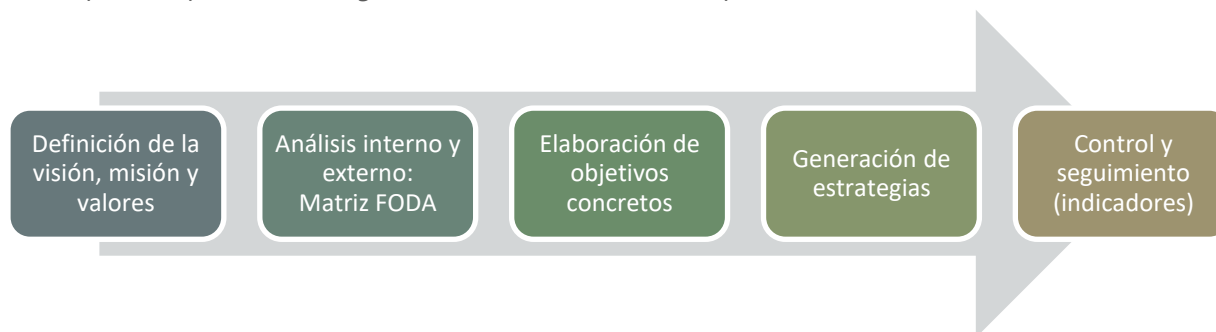 Definición de la
visión, misión y
valores
Análisis interno y
externo:
Matriz FODA
Elaboración de
objetivos
concretos
Generación de
estrategias
Control y
seguimiento
(indicadores)